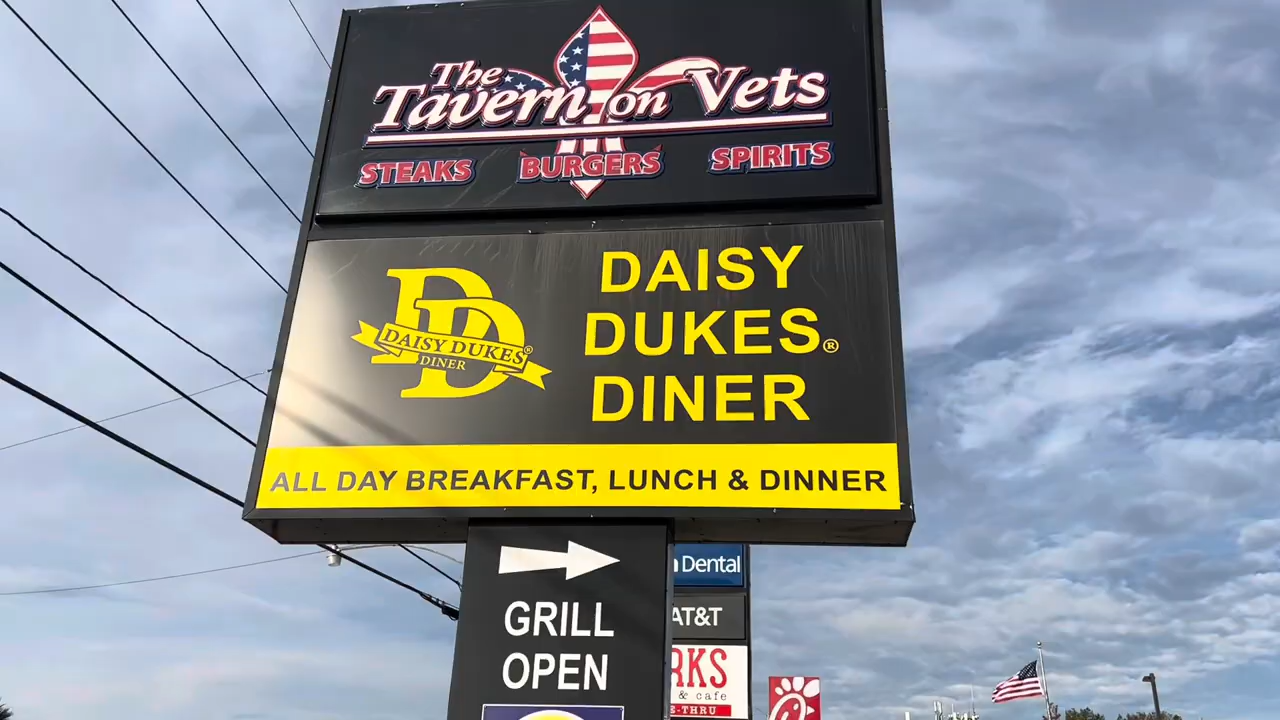 The
Tavern on Vets
STEAKS BURGERS SPIRITS
DAISY DUKES®
DINER
DAISY
DUKES®
DINER
ALL DAY BREAKFAST, LUNCH & DINNER
GRILL
OPEN
Dental
AT&T
RKS
& cafe
E-THRU